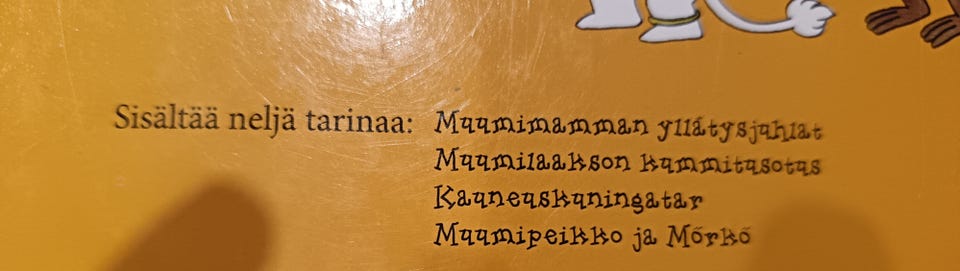 Sisältää neljä tarinaa: Muumimamman yllätysjuhlat
Muumilaakson kummitusotus
Kauneuskuningatar
Muumipeikko ja Mörkö